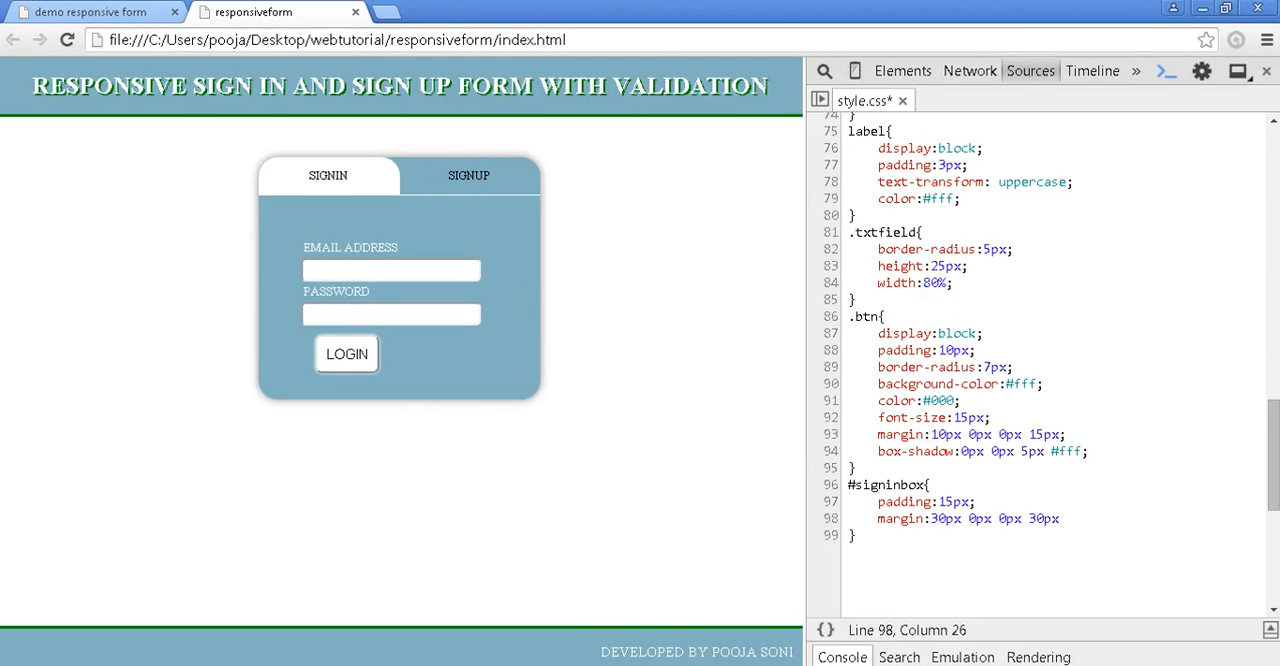 demo responsive form
responsiveform
file:///C:/Users/pooja/Desktop/webtutorial/responsiveform/index.html
RESPONSIVE SIGN IN AND SIGN UP FORM WITH VALIDATION
SIGNIN
SIGNUP
EMAIL ADDRESS
PASSWORD
LOGIN
DEVELOPED BY POOJA SONI
Elements Network Sources Timeline »
style.css*
74 }
75 label{
76 display:block;
77 padding:3px;
78 text-transform: uppercase;
79 color:#fff;
80 }
81 .txtfield{
82 border-radius:5px;
83 height:25px;
84 width:80%;
85 }
86 .btn{
87 display:block;
88 padding:10px;
89 border-radius:7px;
90 background-color:#fff;
91 color:#000;
92 font-size:15px;
93 margin:10px 0px 0px 15px;
94 box-shadow:0px 0px 5px #fff;
95 }
96 #signinbox{
97 padding:15px;
98 margin:30px 0px 0px 30px
99 }
{} Line 98, Column 26
Console Search Emulation Rendering